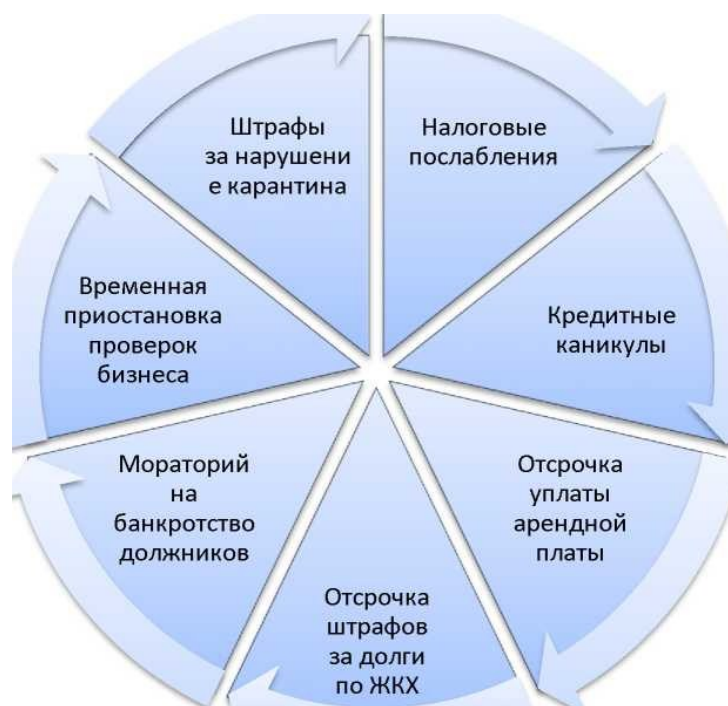 Налоговые
послабления
Кредитные
каникулы
Отсрочка
уплаты
арендной
платы
Отсрочка
штрафов
за долги
по ЖКХ
Мораторий
на
банкротство
должников
Временная
приостановка
проверок
бизнеса
Штрафы
за нарушени
е карантина